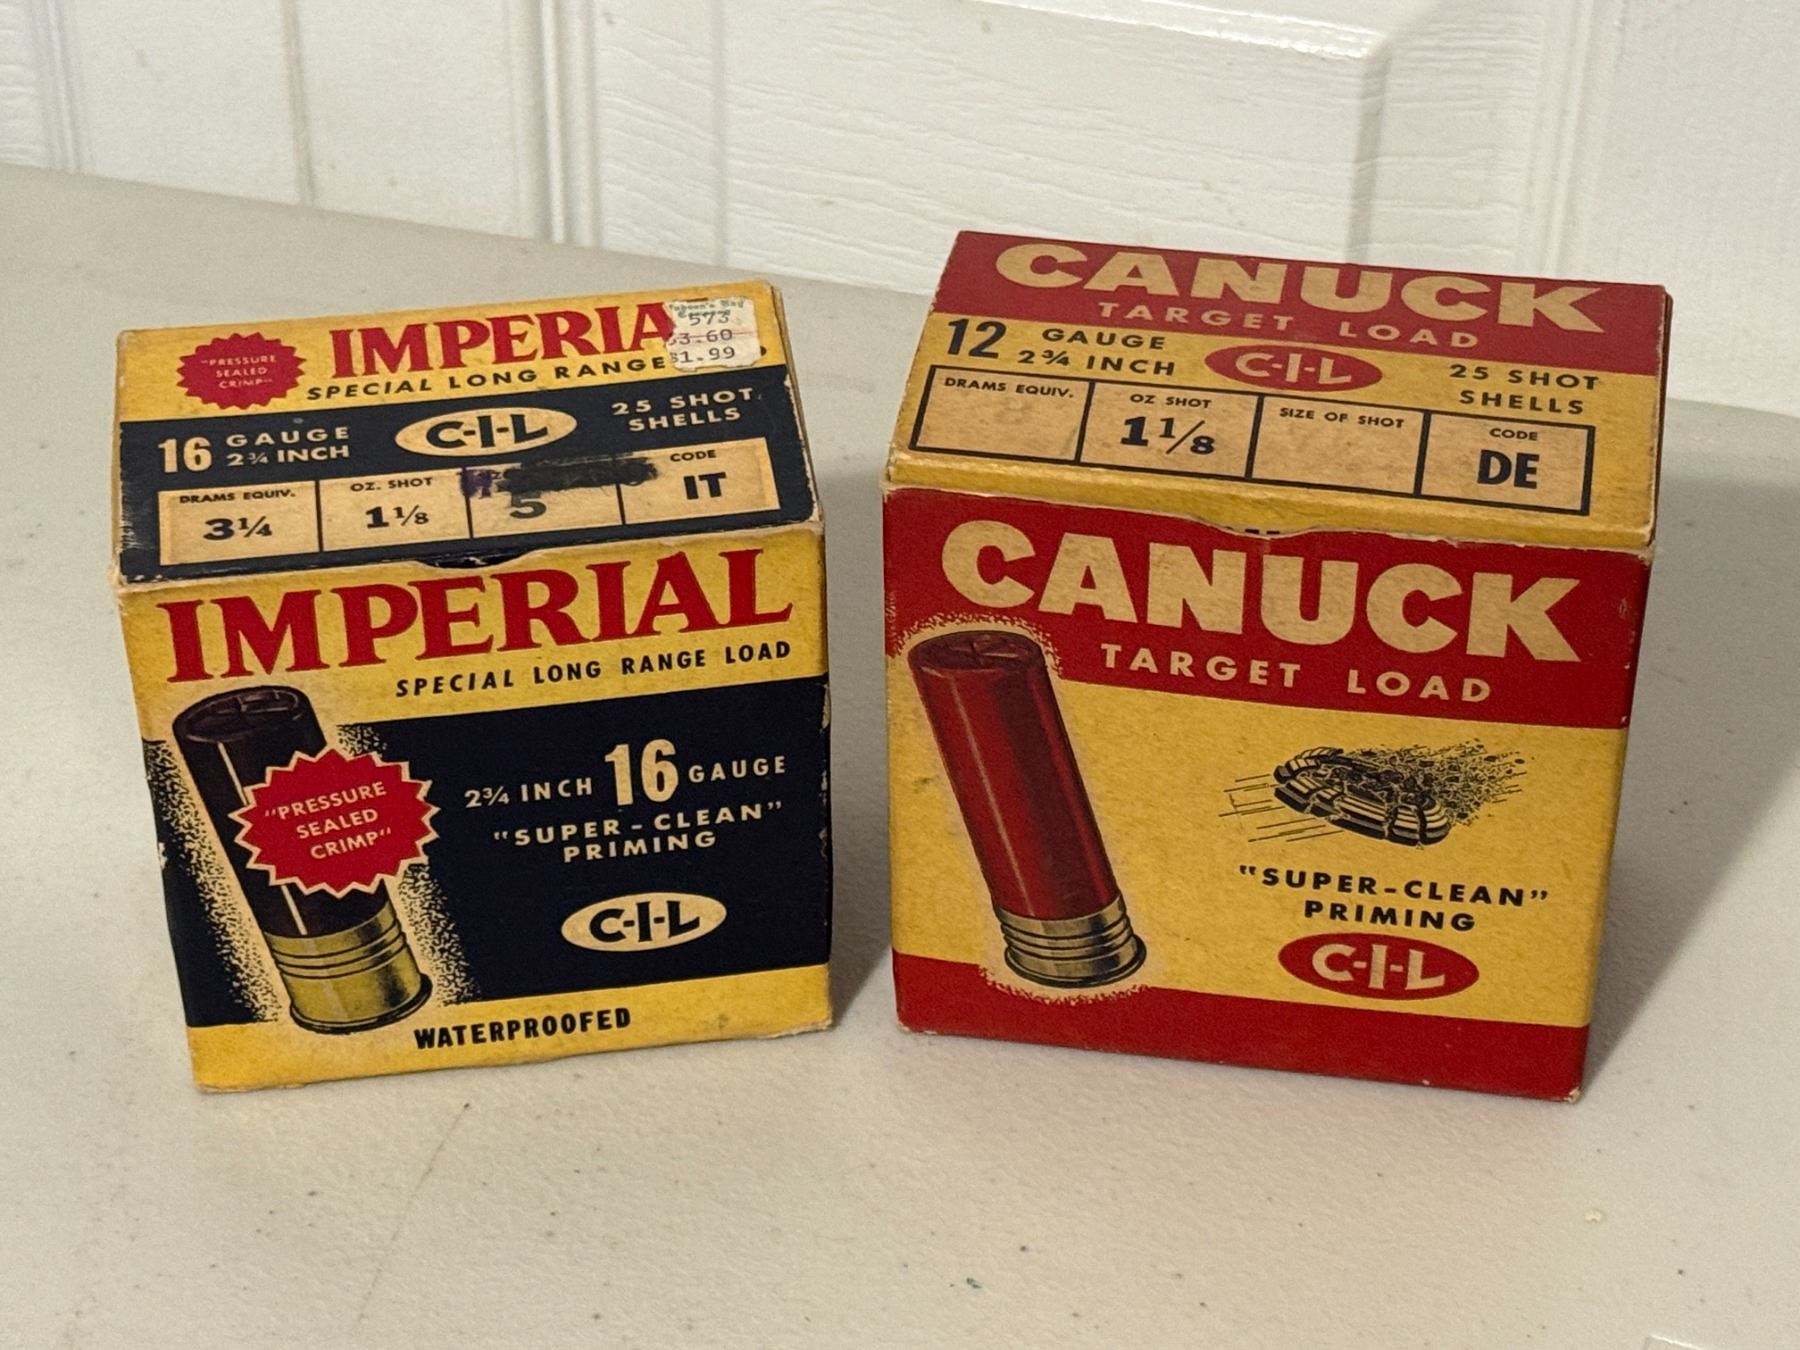 "PRESSURE
SEALED
CRIMP"
IMPERIA
SPECIAL LONG RANGE
573
$3.60
$1.99
16 GAUGE
2¾ INCH
C-I-L
25 SHOT
SHELLS
DRAMS EQUIV.
3¼
OZ. SHOT
1⅛
5
CODE
IT
IMPERIAL
SPECIAL LONG RANGE LOAD
"PRESSURE
SEALED
CRIMP"
2¾ INCH 16 GAUGE
"SUPER-CLEAN"
PRIMING
C-I-L
WATERPROOFED
CANUCK
TARGET LOAD
12 GAUGE
2¾ INCH
C-I-L
25 SHOT
SHELLS
DRAMS EQUIV.
OZ SHOT
1⅛
SIZE OF SHOT
CODE
DE
CANUCK
TARGET LOAD
"SUPER-CLEAN"
PRIMING
C-I-L